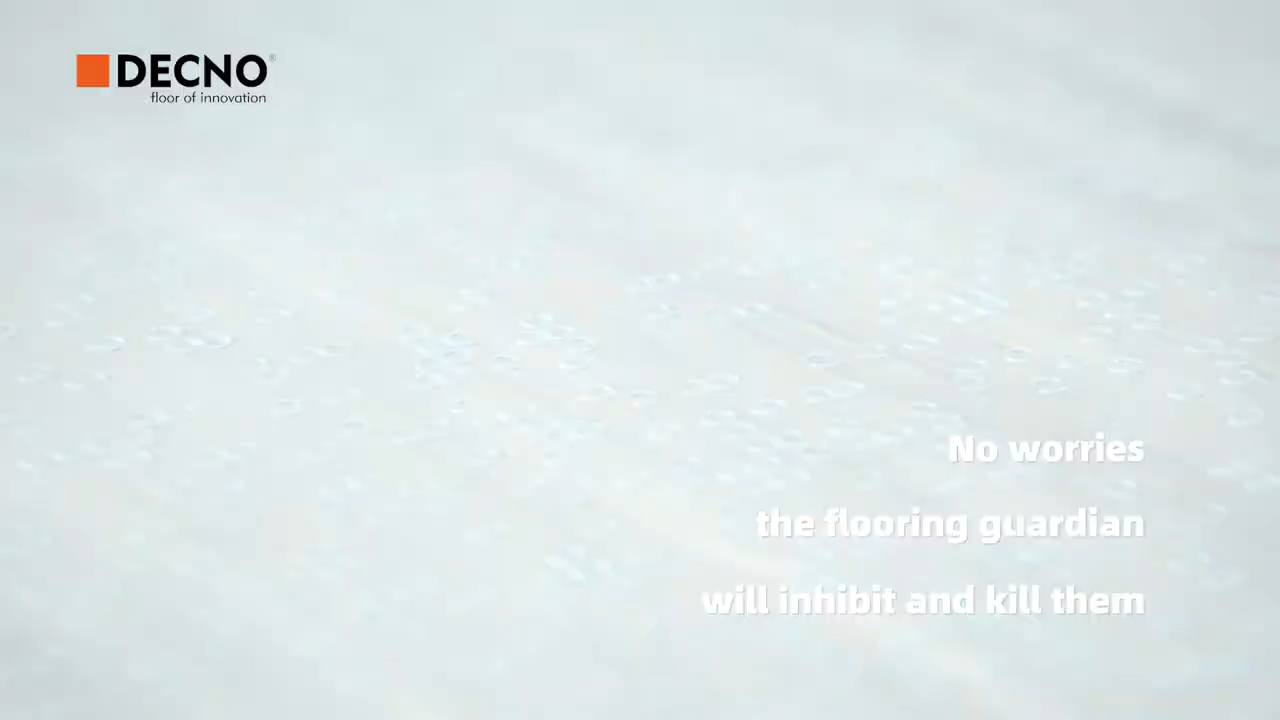 DECNO®
floor of innovation
No worries
the flooring guardian
will inhibit and kill them